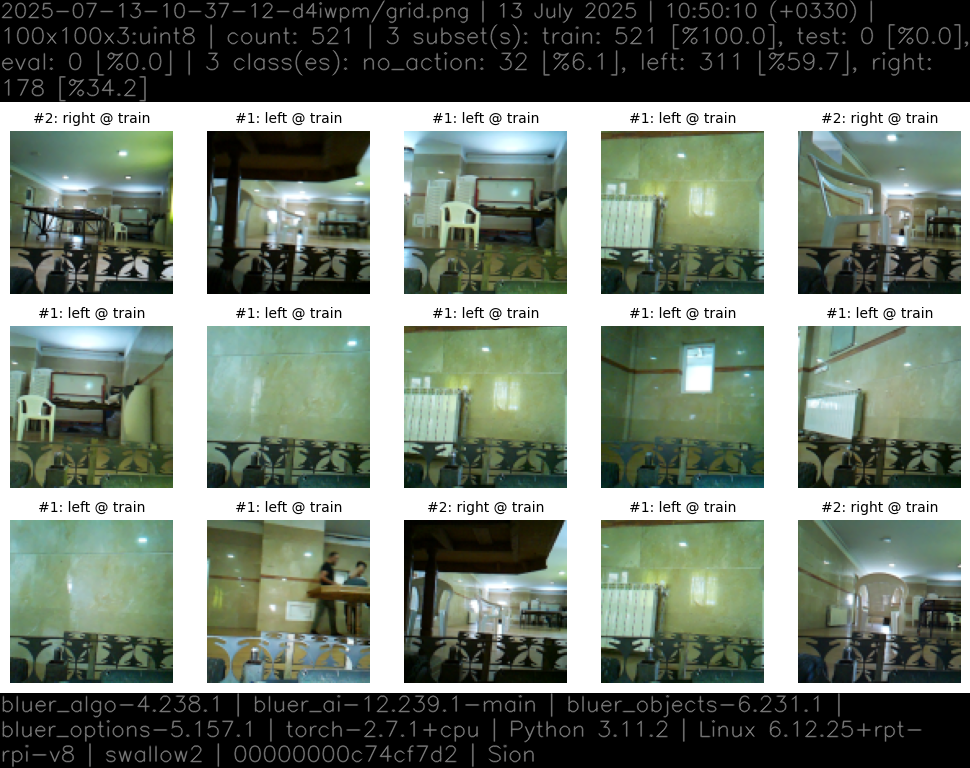 2025-07-13-10-37-12-d4iwpm/grid.png | 13 July 2025 | 10:50:10 (+0330) |
100x100x3:uint8 | count: 521 | 3 subset(s): train: 521 [%100.0], test: 0 [%0.0],
eval: 0 [%0.0] | 3 class(es): no_action: 32 [%6.1], left: 311 [%59.7], right:
178 [%34.2]
#2: right @ train
#1: left @ train
#1: left @ train
#1: left @ train
#2: right @ train
#1: left @ train
#1: left @ train
#1: left @ train
#1: left @ train
#1: left @ train
#1: left @ train
#1: left @ train
#2: right @ train
#1: left @ train
#2: right @ train
bluer_algo-4.238.1 | bluer_ai-12.239.1-main | bluer_objects-6.231.1 |
bluer_options-5.157.1 | torch-2.7.1+cpu | Python 3.11.2 | Linux 6.12.25+rpt-
rpi-v8 | swallow2 | 00000000c74cf7d2 | Sion